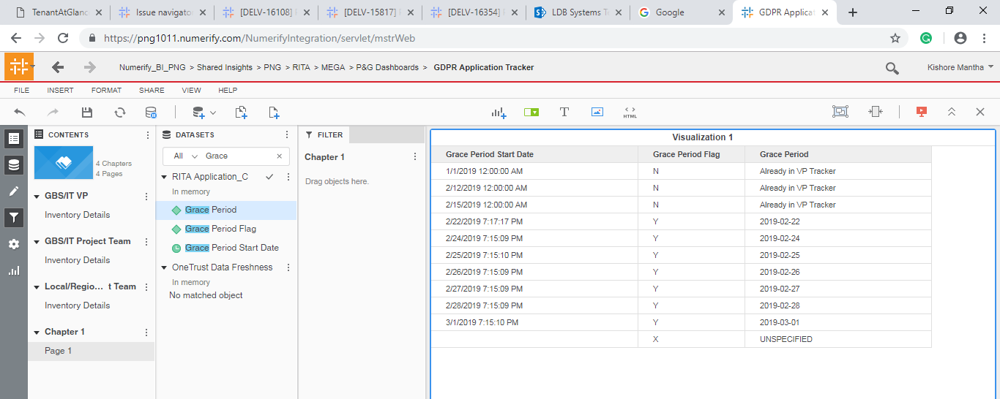 TenantAtGlanc
Issue navigato
[DELV-16108] F
[DELV-15817] F
[DELV-16354] F
LDB Systems T
Google
GDPR Applicat
https://png1011.numerify.com/NumerifyIntegration/servlet/mstrWeb
Numerify_BI_PNG > Shared Insights > PNG > RITA > MEGA > P&G Dashboards > GDPR Application Tracker
Kishore Mantha
FILE INSERT FORMAT SHARE VIEW HELP
T
HTML
CONTENTS
4 Chapters
4 Pages
GBS/IT VP
Inventory Details
GBS/IT Project Team
Inventory Details
Local/Regio... t Team
Inventory Details
Chapter 1
Page 1
DATASETS
All Grace
RITA Application_C
In memory
Grace Period
Grace Period Flag
Grace Period Start Date
OneTrust Data Freshness
In memory
No matched object
FILTER
Chapter 1
Drag objects here.
Visualization 1
Grace Period Start Date Grace Period Flag Grace Period
1/1/2019 12:00:00 AM N Already in VP Tracker
2/12/2019 12:00:00 AM N Already in VP Tracker
2/15/2019 12:00:00 AM N Already in VP Tracker
2/22/2019 7:17:17 PM Y 2019-02-22
2/24/2019 7:15:09 PM Y 2019-02-24
2/25/2019 7:15:10 PM Y 2019-02-25
2/26/2019 7:15:09 PM Y 2019-02-26
2/27/2019 7:15:09 PM Y 2019-02-27
2/28/2019 7:15:09 PM Y 2019-02-28
3/1/2019 7:15:10 PM Y 2019-03-01
X UNSPECIFIED